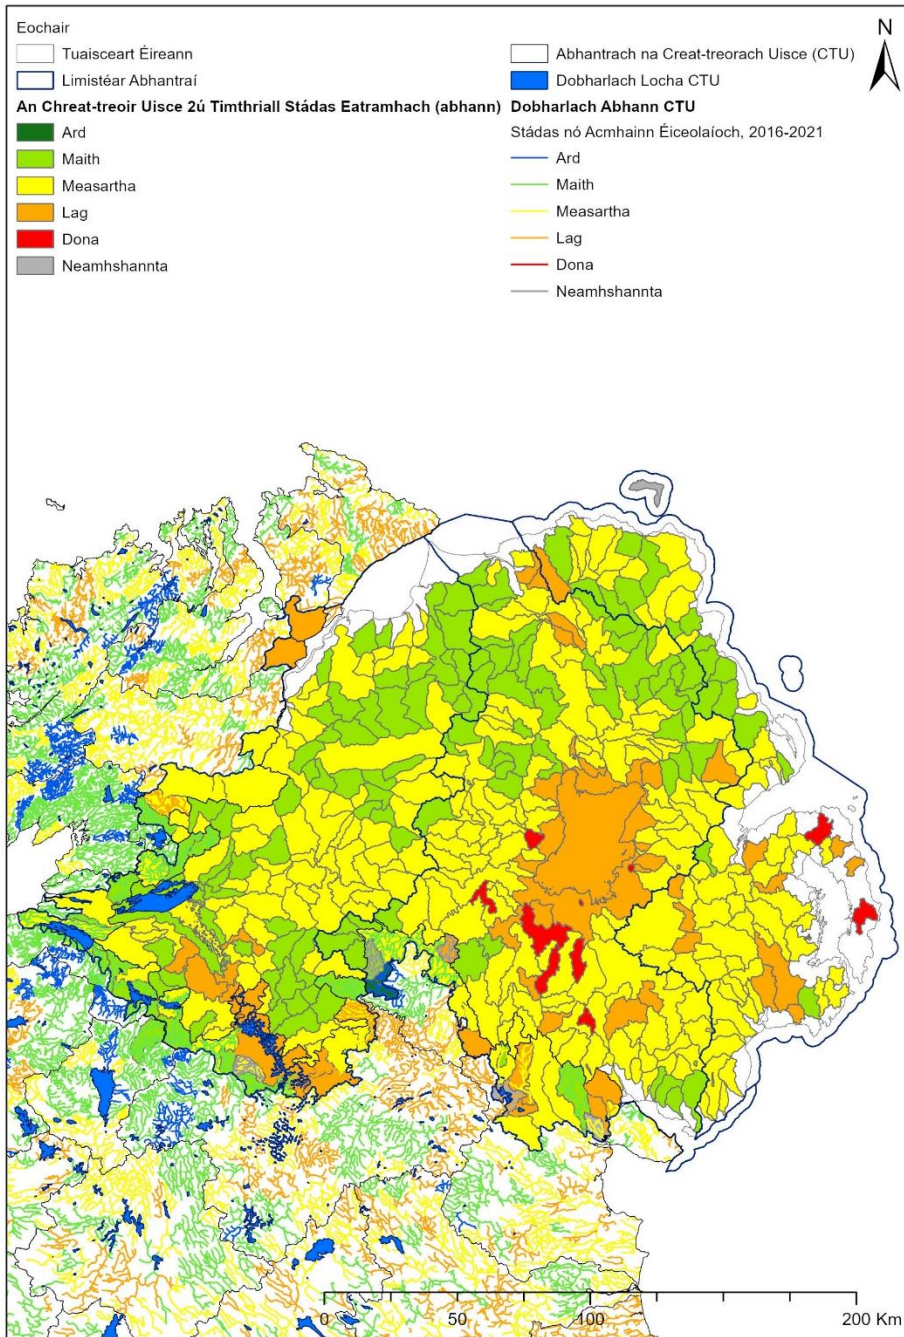 Eochair
Tuaisceart Éireann
Limistéar Abhantraí
An Chreat-treoir Uisce 2ú Timthriall Stádas Eatramhach (abhann)
Ard
Maith
Measartha
Lag
Dona
Neamhshannta
Abhantrach na Creat-treorach Uisce (CTU)
Dobharlach Locha CTU
Dobharlach Abhann CTU
Stádas nó Acmhainn Éiceolaíoch, 2016-2021
Ard
Maith
Measartha
Lag
Dona
Neamhshannta
N
0 50 100 200 Km